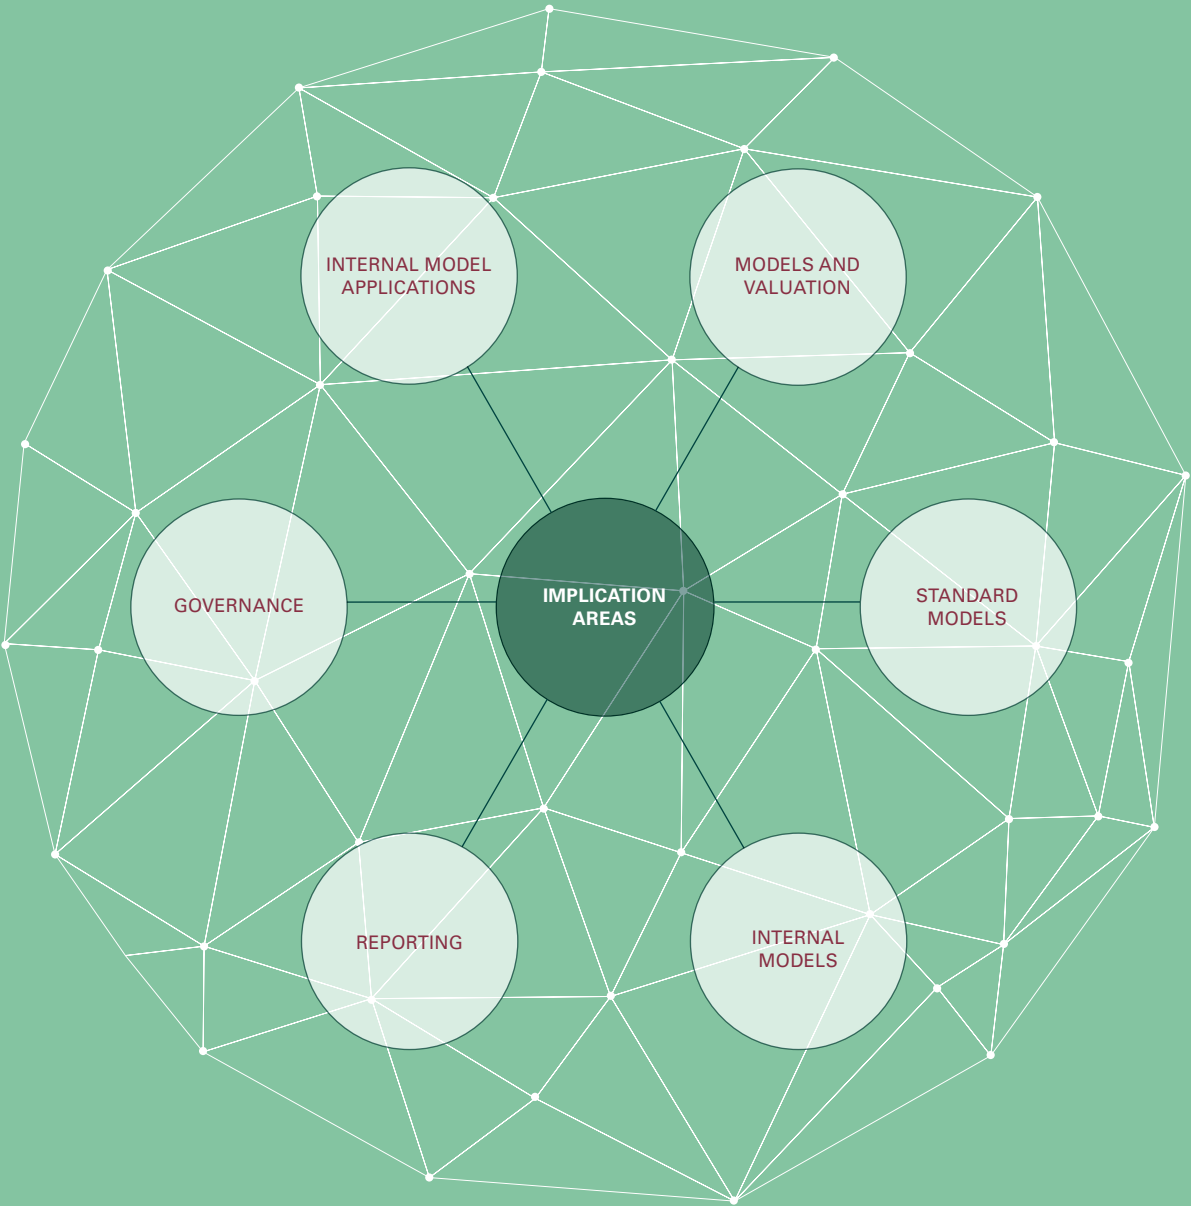 INTERNAL MODEL
APPLICATIONS
MODELS AND
VALUATION
GOVERNANCE
IMPLICATION
AREAS
STANDARD
MODELS
REPORTING
INTERNAL
MODELS